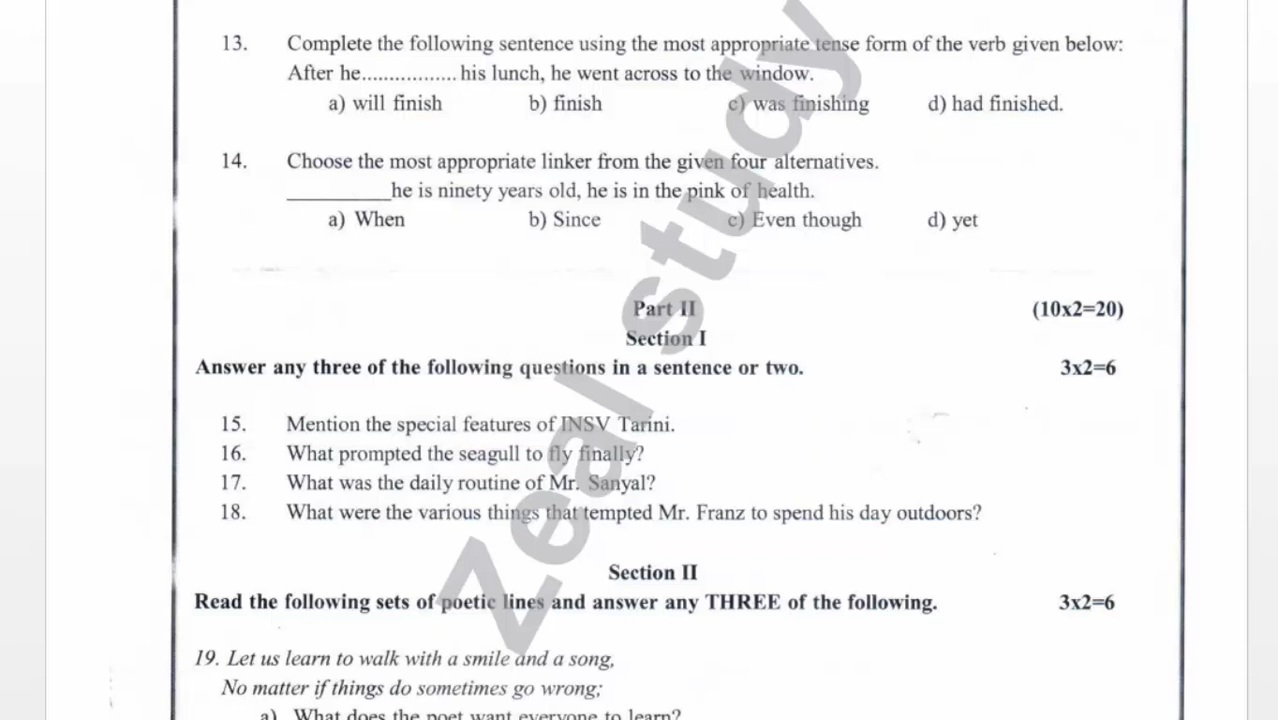 13. Complete the following sentence using the most appropriate tense form of the verb given below:
After he................. his lunch, he went across to the window.
a) will finish b) finish c) was finishing d) had finished.
14. Choose the most appropriate linker from the given four alternatives.
__________he is ninety years old, he is in the pink of health.
a) When b) Since c) Even though d) yet
Part II (10x2=20)
Section I
Answer any three of the following questions in a sentence or two. 3x2=6
15. Mention the special features of INSV Tarini.
16. What prompted the seagull to fly finally?
17. What was the daily routine of Mr. Sanyal?
18. What were the various things that tempted Mr. Franz to spend his day outdoors?
Section II
Read the following sets of poetic lines and answer any THREE of the following. 3x2=6
19. Let us learn to walk with a smile and a song,
No matter if things do sometimes go wrong;
a) What does the poet want everyone to learn?
Zeal study